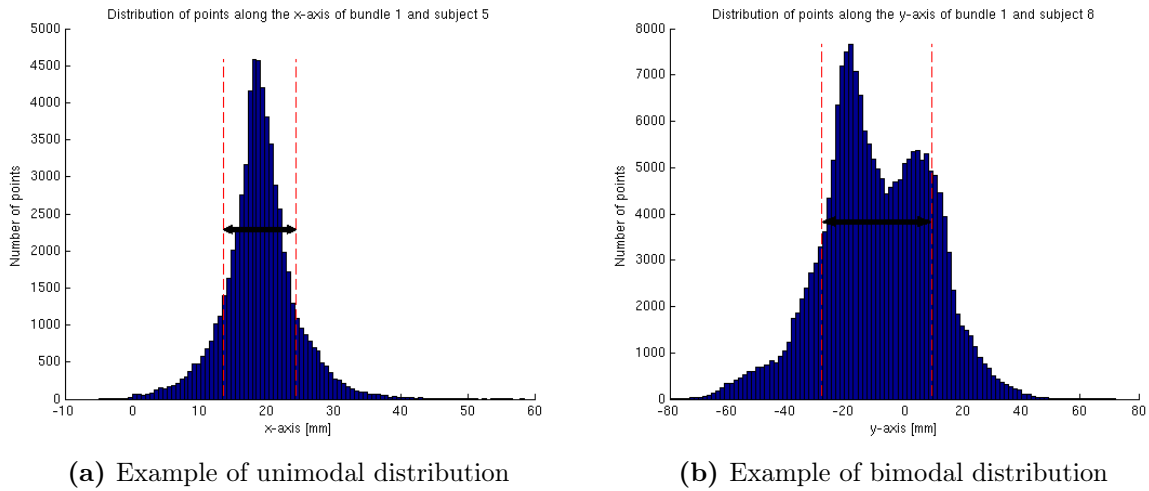 Distribution of points along the x-axis of bundle 1 and subject 5
5000
4500
4000
3500
3000
2500
2000
1500
1000
500
0
Number of points
-10 0 10 20 30 40 50 60
x-axis [mm]
(a) Example of unimodal distribution
Distribution of points along the y-axis of bundle 1 and subject 8
8000
7000
6000
5000
4000
3000
2000
1000
0
Number of points
-80 -60 -40 -20 0 20 40 60 80
y-axis [mm]
(b) Example of bimodal distribution